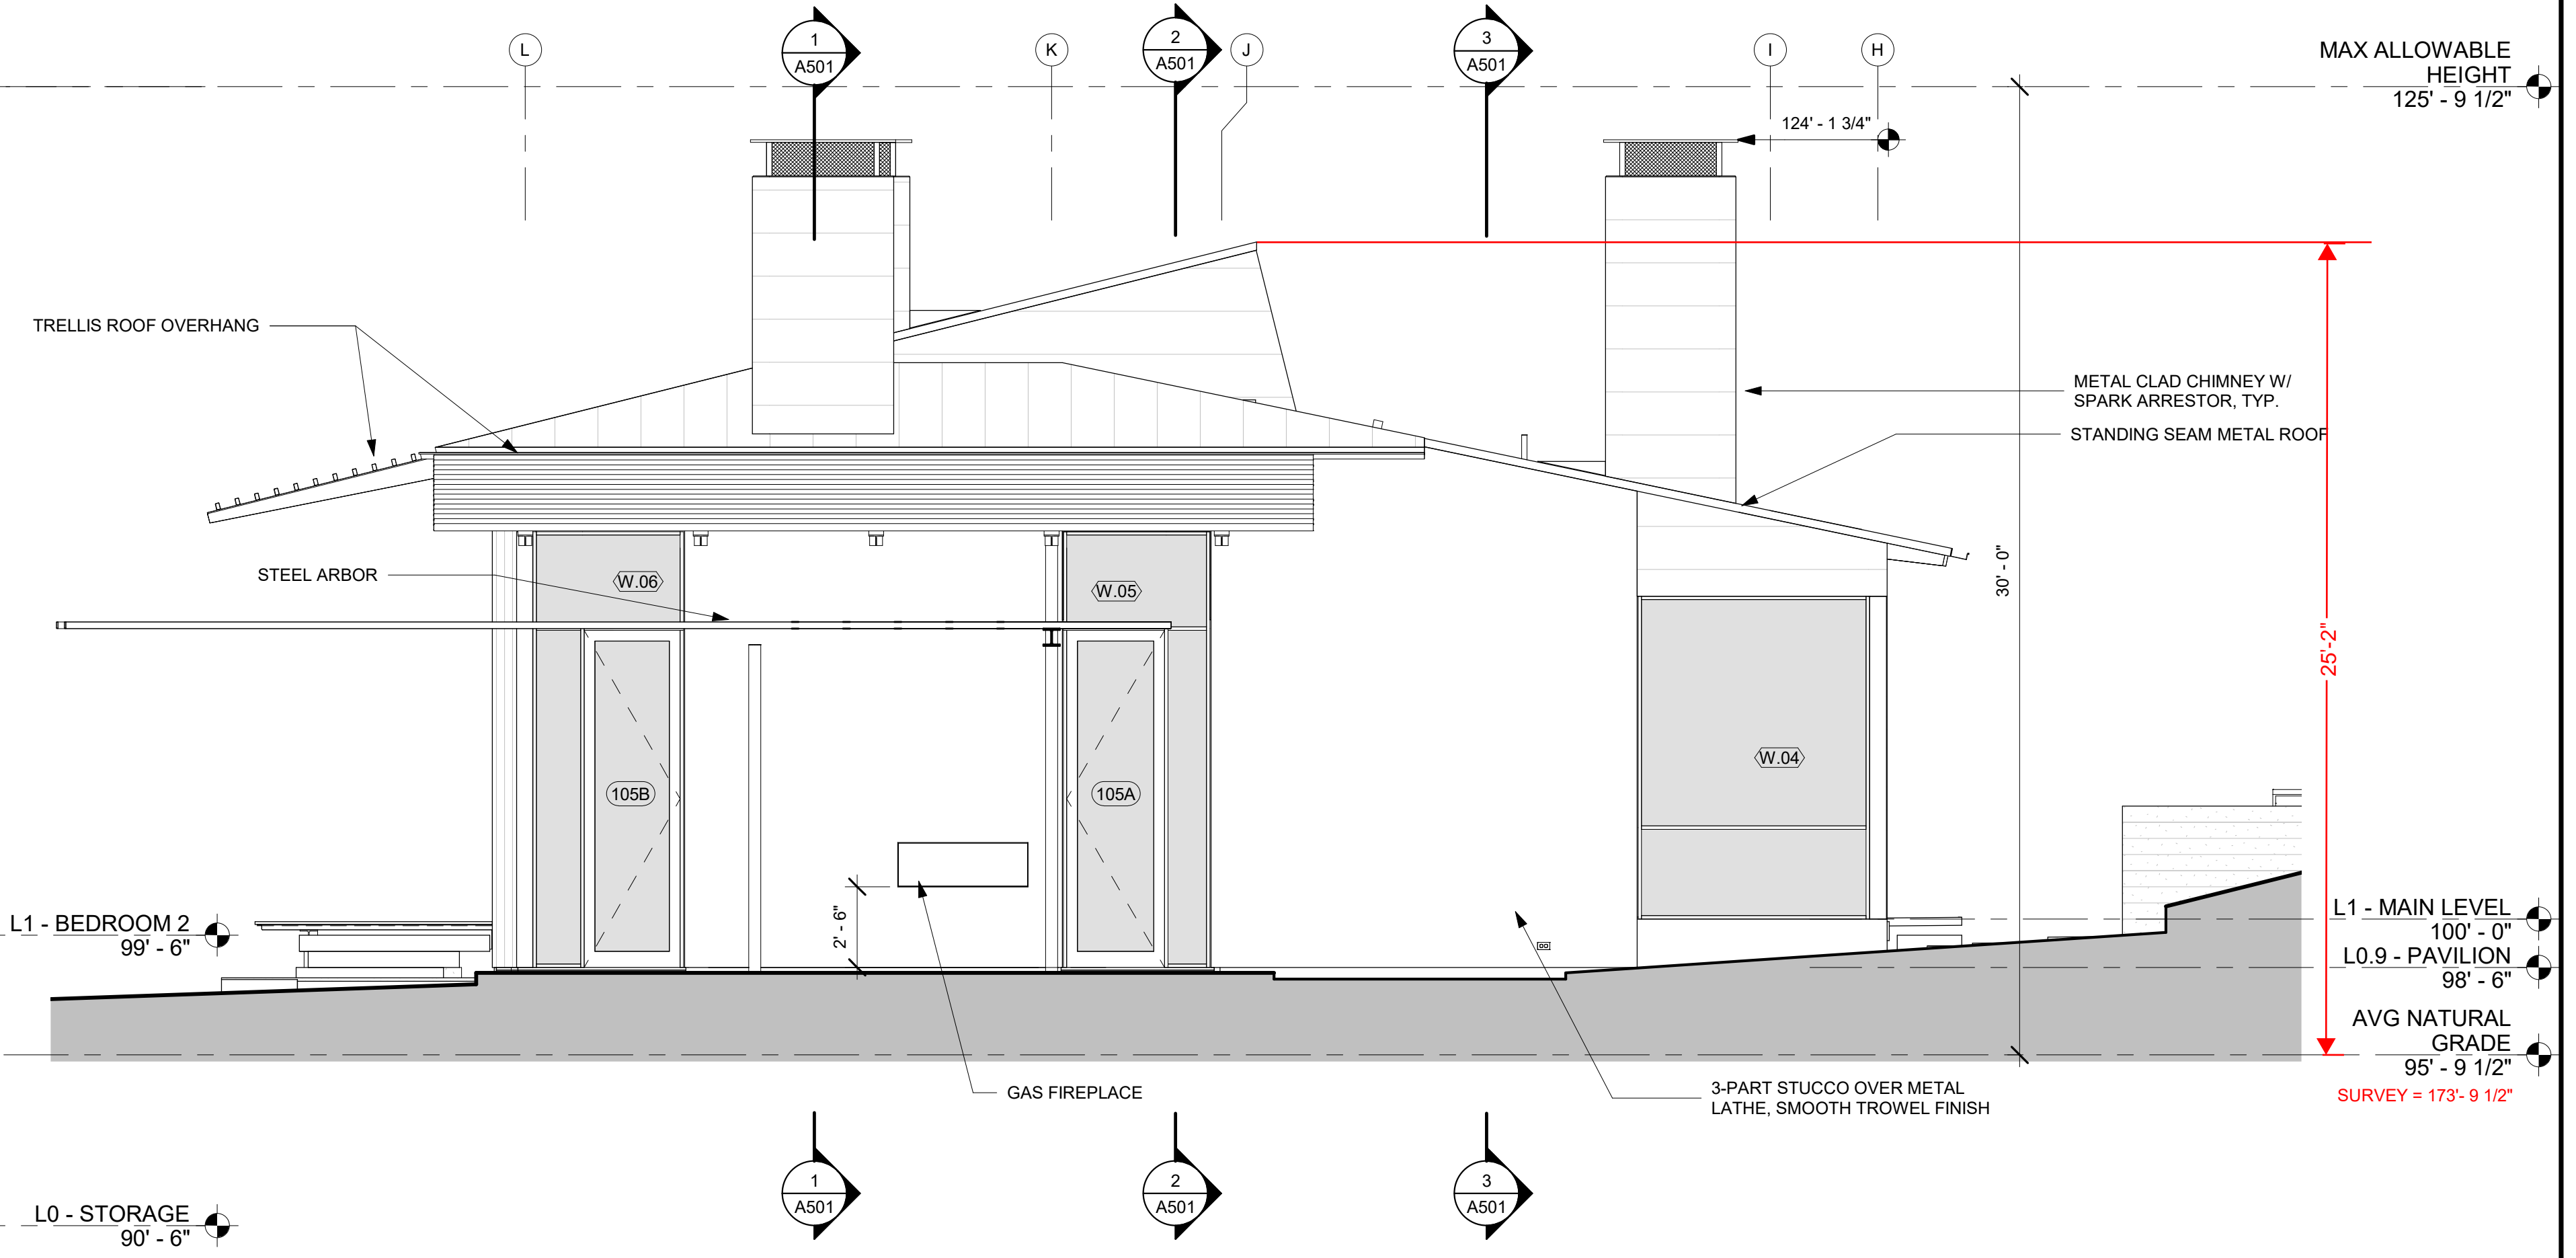 L
1
A501
K
2
A501
J
3
A501
I
H
MAX ALLOWABLE
HEIGHT
125' - 9 1/2"
124' - 1 3/4"
TRELLIS ROOF OVERHANG
METAL CLAD CHIMNEY W/
SPARK ARRESTOR, TYP.
STANDING SEAM METAL ROOF
STEEL ARBOR
W.06
W.05
30' - 0"
25'-2"
W.04
105B
105A
2' - 6"
L1 - BEDROOM 2
99' - 6"
L1 - MAIN LEVEL
100' - 0"
L0.9 - PAVILION
98' - 6"
AVG NATURAL
GRADE
95' - 9 1/2"
SURVEY = 173'- 9 1/2"
GAS FIREPLACE
3-PART STUCCO OVER METAL
LATHE, SMOOTH TROWEL FINISH
1
A501
2
A501
3
A501
L0 - STORAGE
90' - 6"